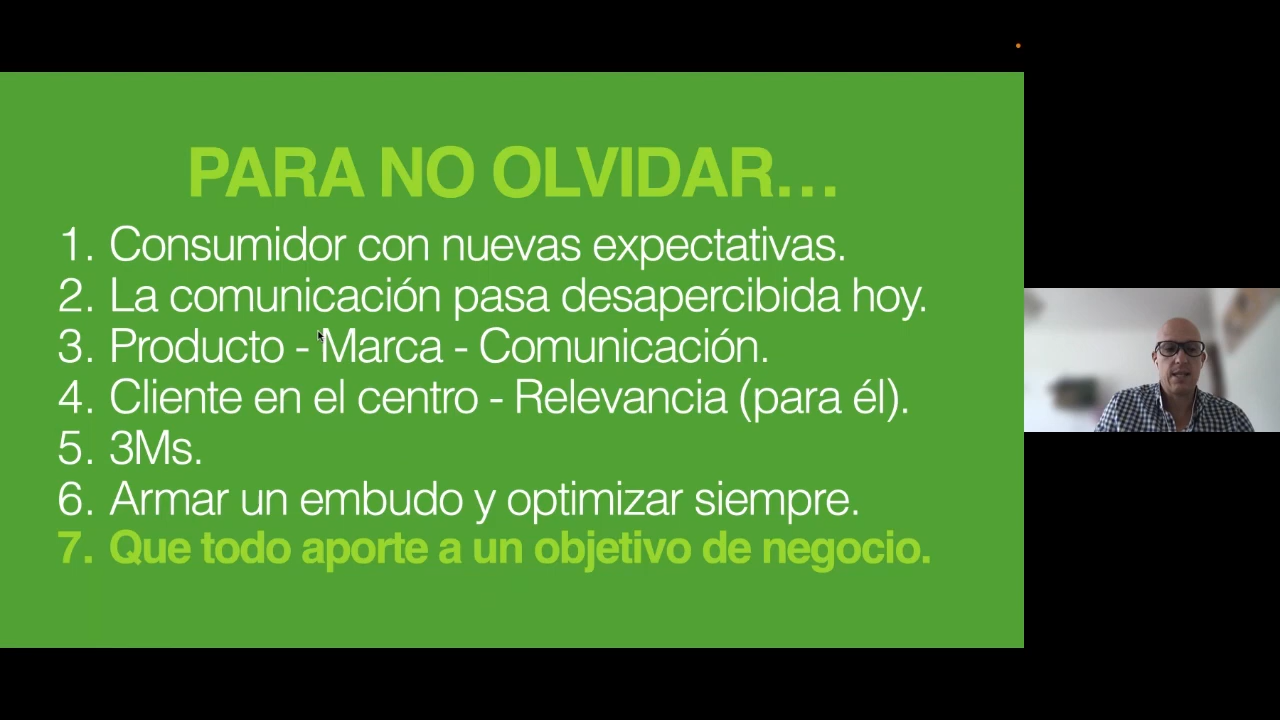 PARA NO OLVIDAR...
1. Consumidor con nuevas expectativas.
2. La comunicación pasa desapercibida hoy.
3. Producto - Marca - Comunicación.
4. Cliente en el centro - Relevancia (para él).
5. 3Ms.
6. Armar un embudo y optimizar siempre.
7. Que todo aporte a un objetivo de negocio.